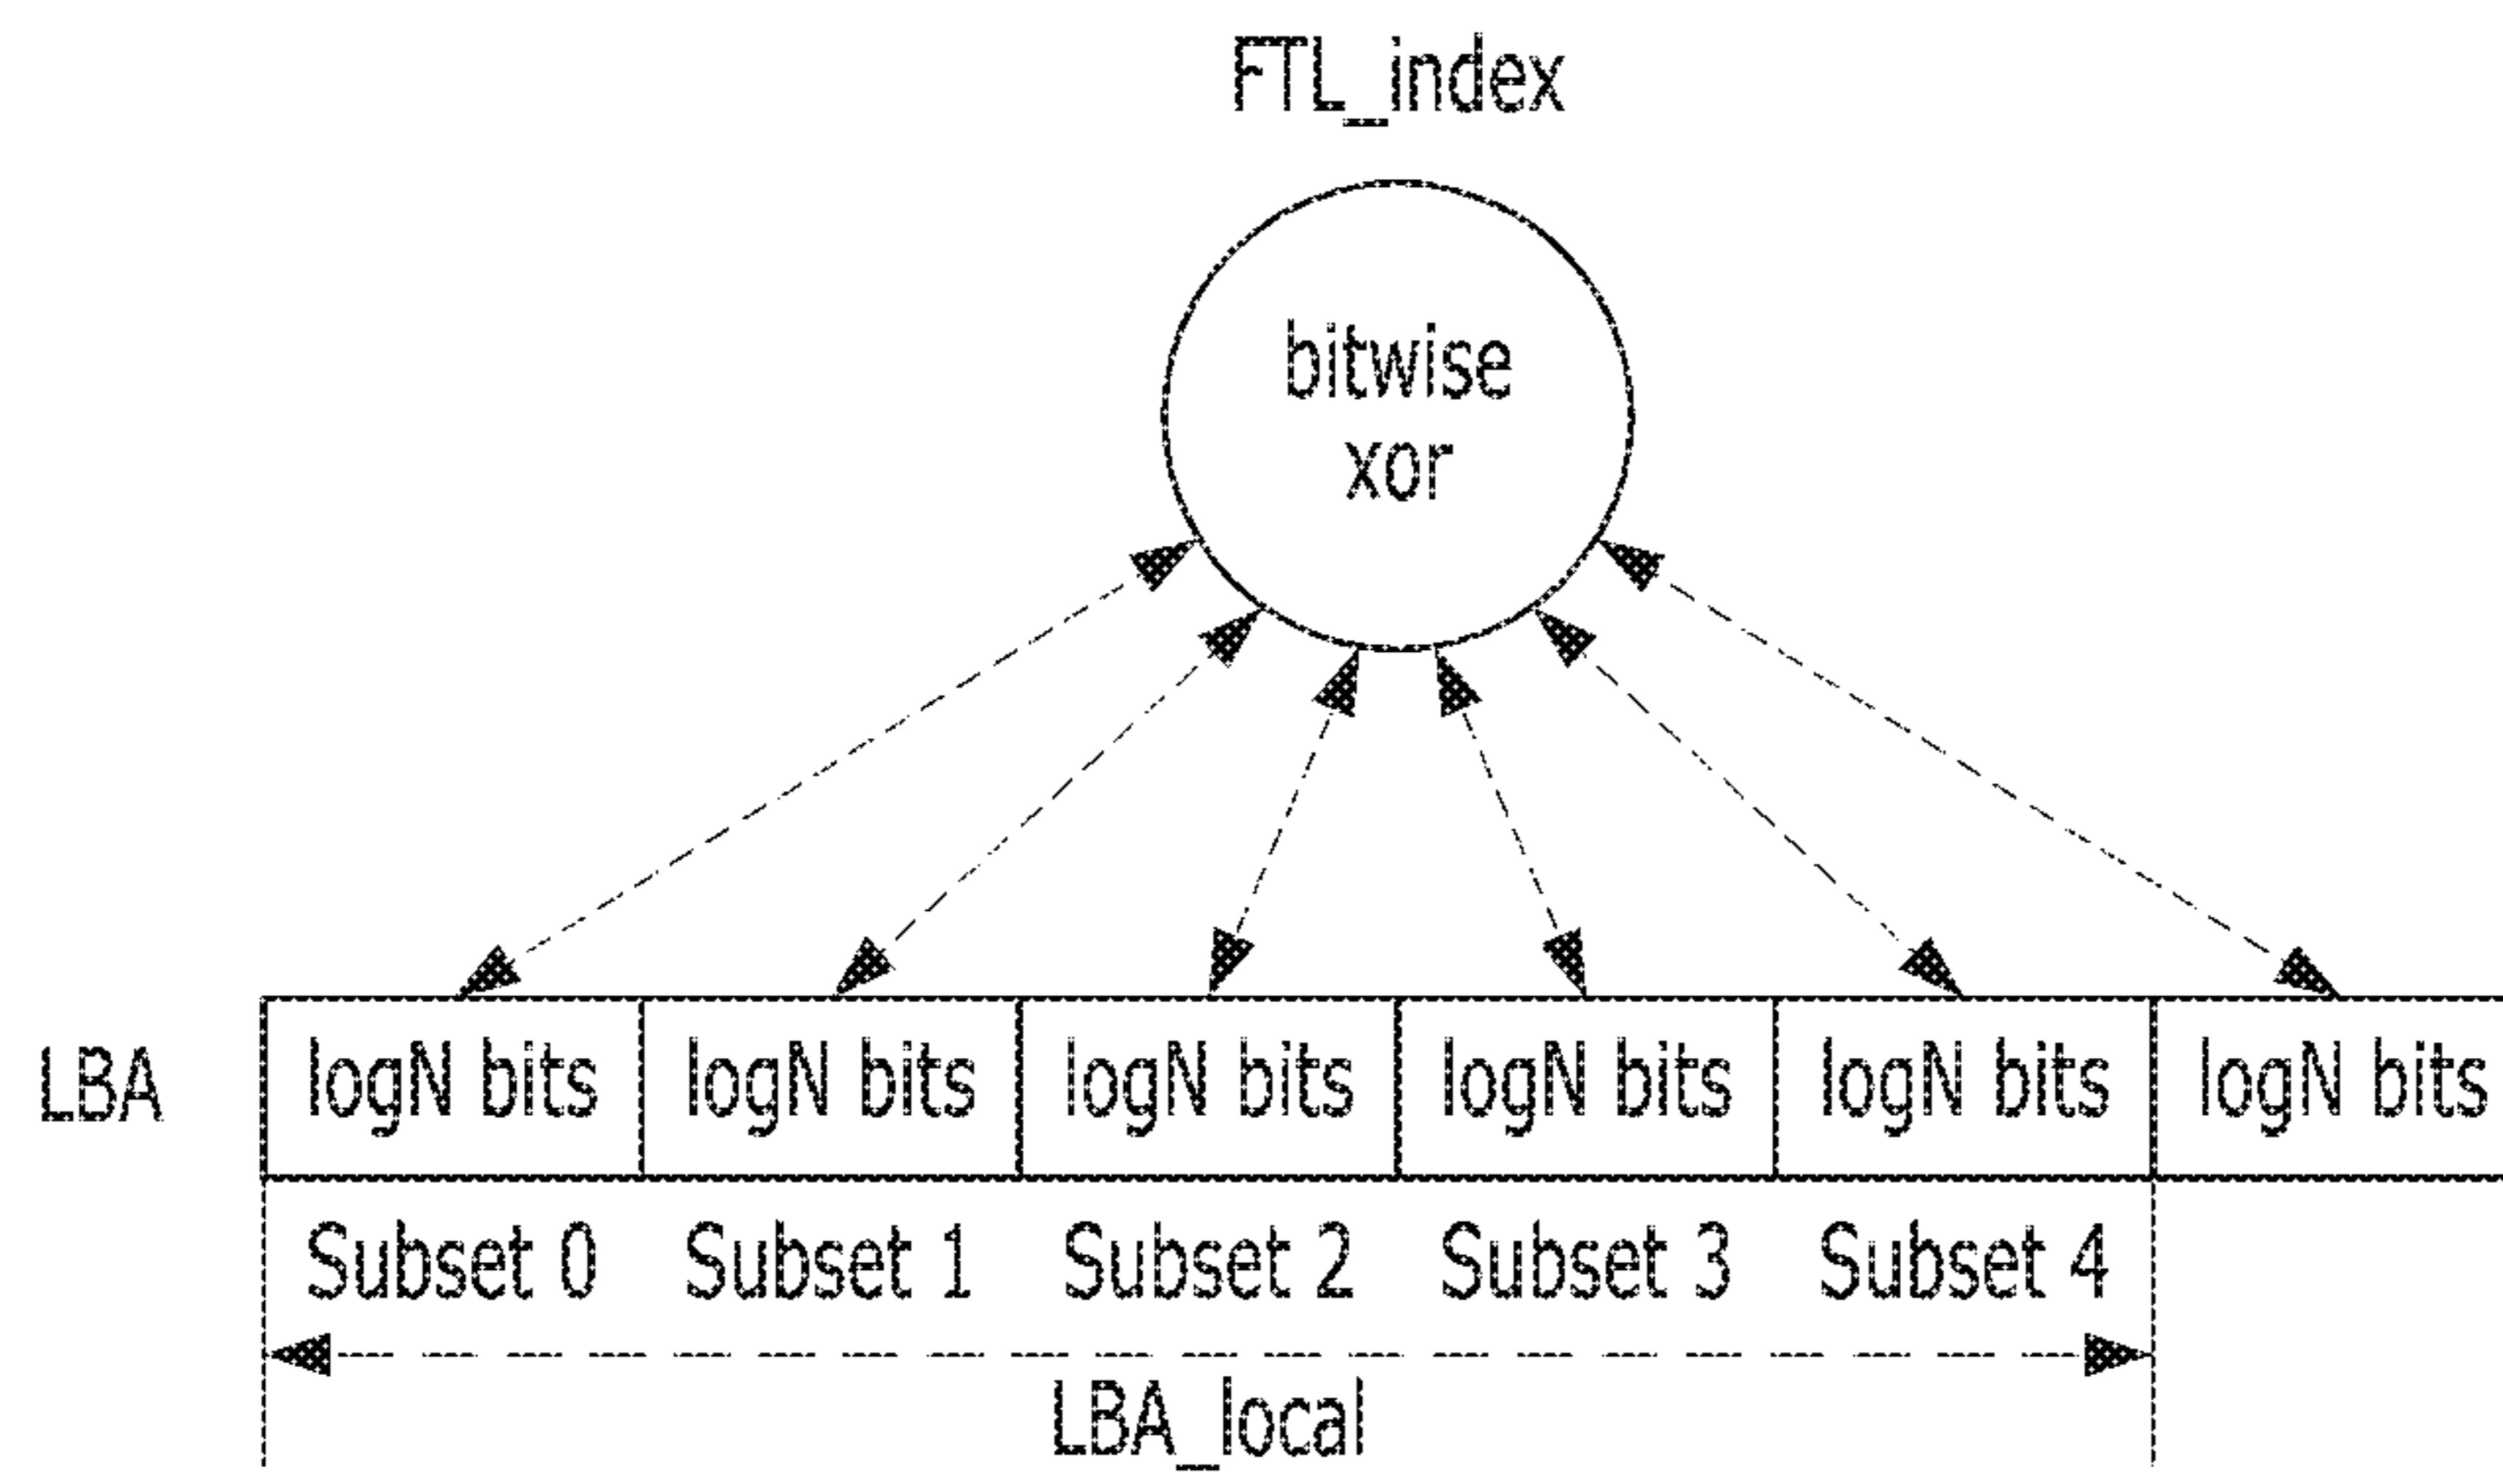 FTL_index
bitwise
xor
LBA logN bits logN bits logN bits logN bits logN bits logN bits
Subset 0 Subset 1 Subset 2 Subset 3 Subset 4
LBA_local